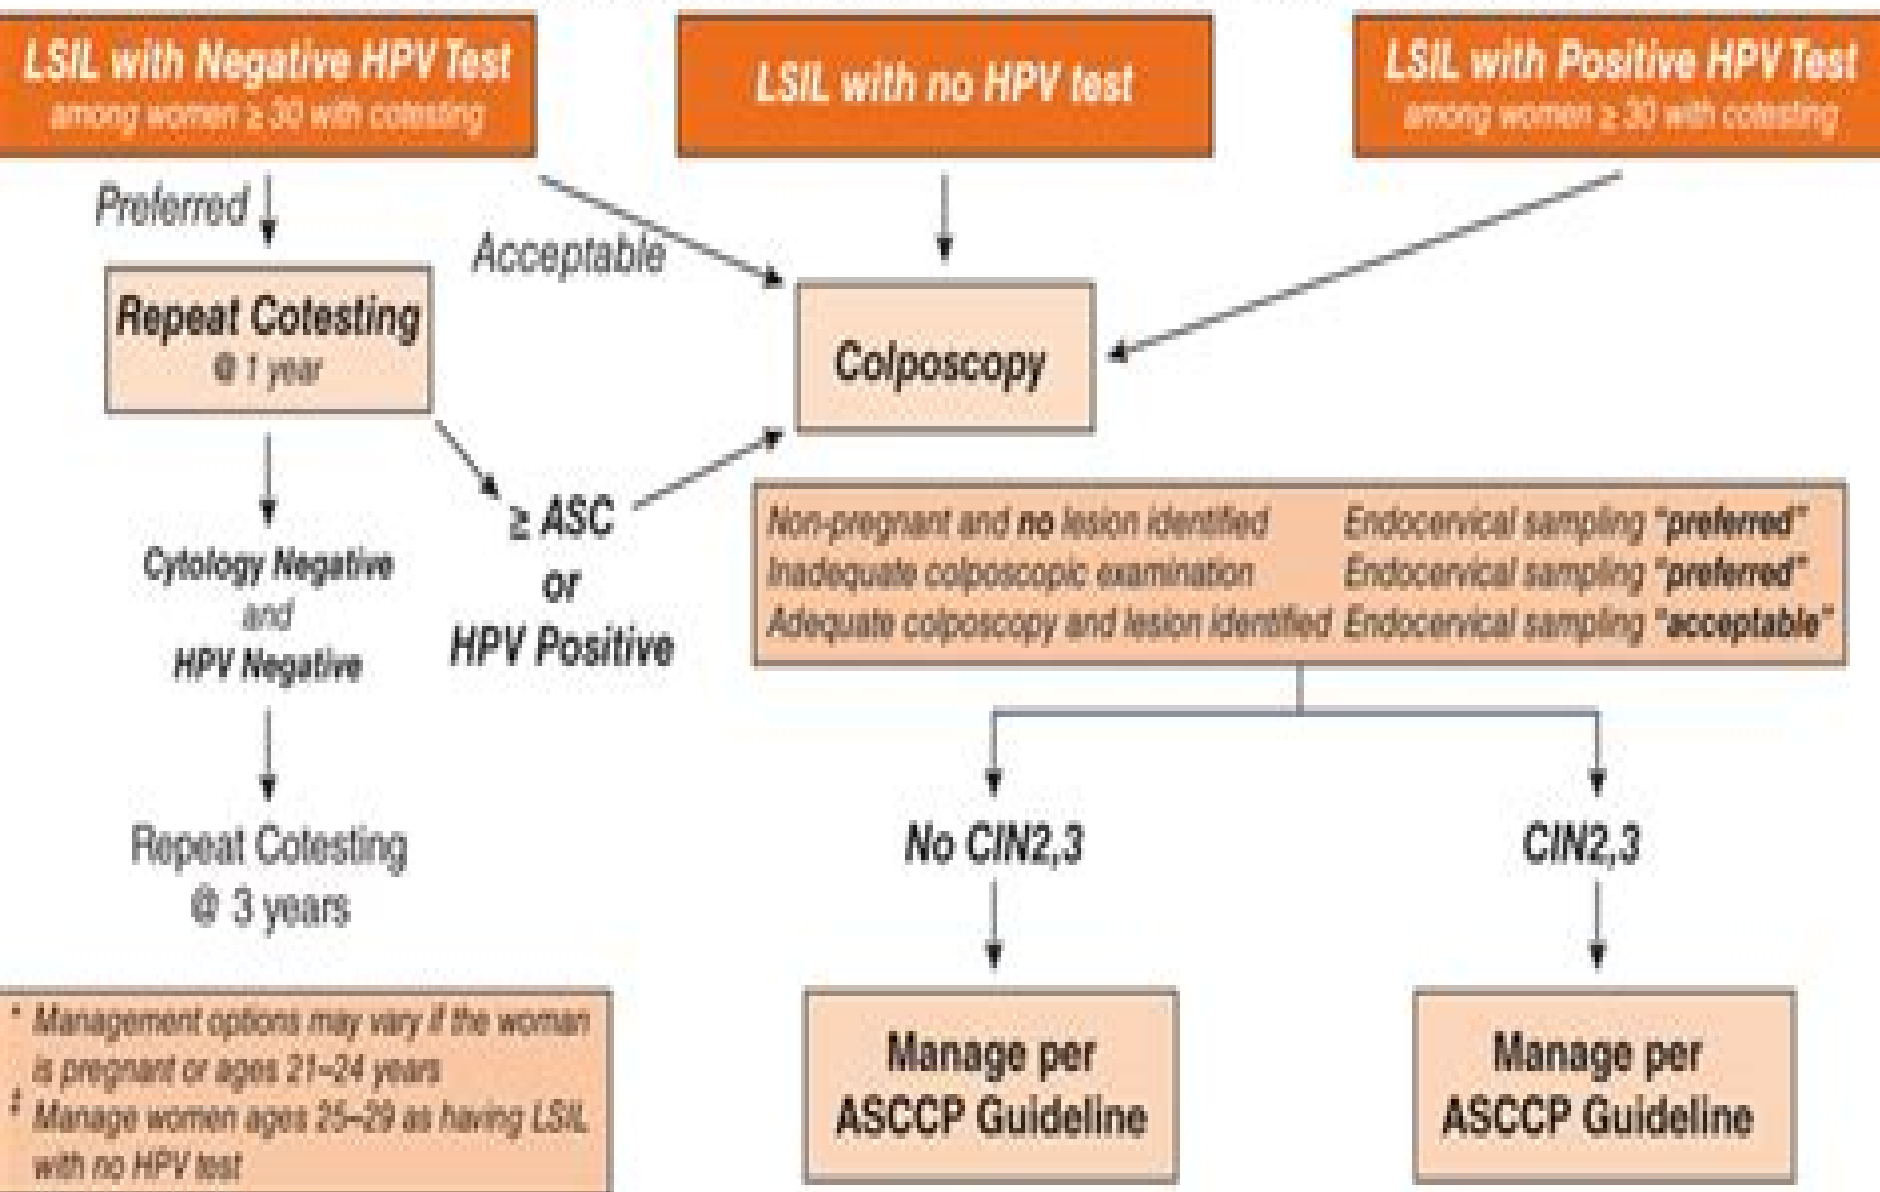 LSIL with Negative HPV Test
among women ≥ 30 with cotesting
LSIL with no HPV test
LSIL with Positive HPV Test
among women ≥ 30 with cotesting
Preferred
Acceptable
Repeat Cotesting
@ 1 year
Colposcopy
≥ ASC
or
HPV Positive
Cytology Negative
and
HPV Negative
Non-pregnant and no lesion identified Endocervical sampling "preferred"
Inadequate colposcopic examination Endocervical sampling "preferred"
Adequate colposcopy and lesion identified Endocervical sampling "acceptable"
Repeat Cotesting
@ 3 years
No CIN2,3
CIN2,3
Manage per
ASCCP Guideline
Manage per
ASCCP Guideline
* Management options may vary if the woman
is pregnant or ages 21–24 years
‡ Manage women ages 25–29 as having LSIL
with no HPV test